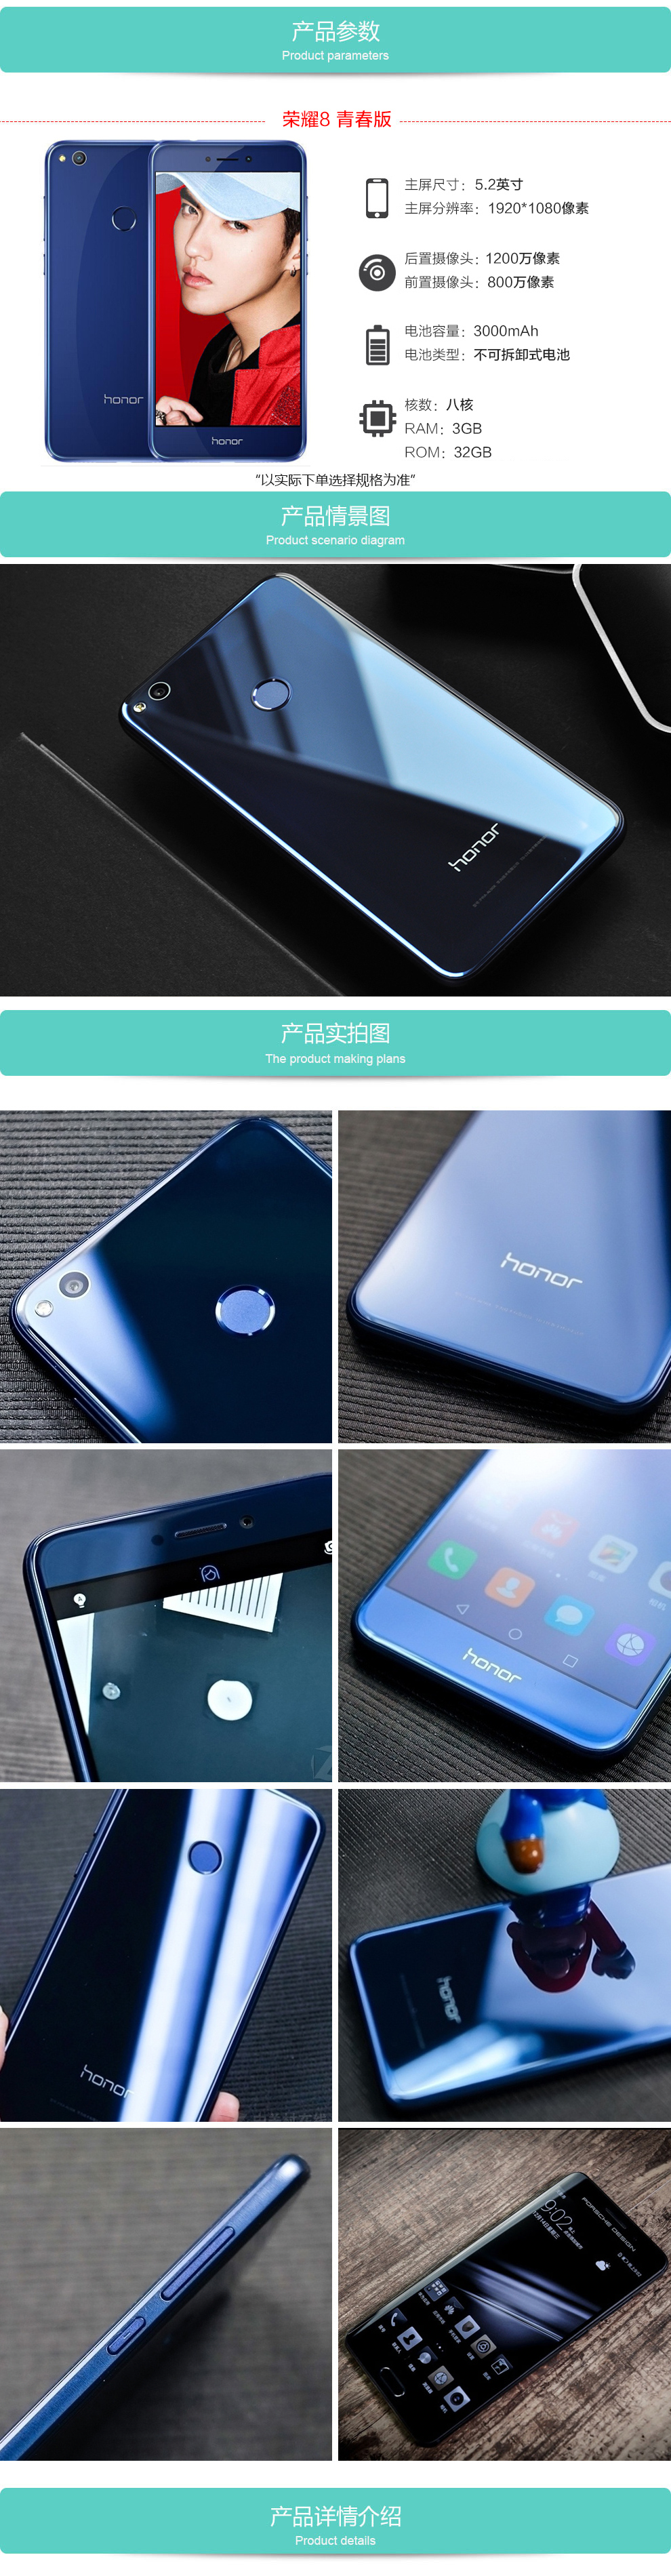 产品参数
Product parameters
荣耀8 青春版
主屏尺寸：5.2英寸
主屏分辨率：1920*1080像素
后置摄像头：1200万像素
前置摄像头：800万像素
电池容量：3000mAh
电池类型：不可拆卸式电池
核数：八核
RAM：3GB
ROM：32GB
honor
honor
“以实际下单选择规格为准”
产品情景图
Product scenario diagram
honor
产品实拍图
The product making plans
honor
honor
honor
honor
9:02
PORSCHE DESIGN
产品详情介绍
Product details